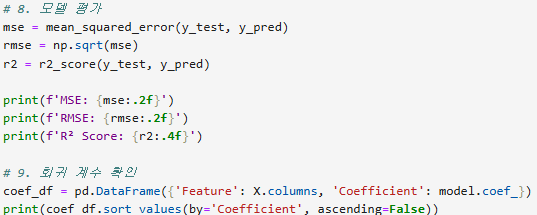 # 8. 모델 평가
mse = mean_squared_error(y_test, y_pred)
rmse = np.sqrt(mse)
r2 = r2_score(y_test, y_pred)
print(f'MSE: {mse:.2f}')
print(f'RMSE: {rmse:.2f}')
print(f'R² Score: {r2:.4f}')
# 9. 회귀 계수 확인
coef_df = pd.DataFrame({'Feature': X.columns, 'Coefficient': model.coef_})
print(coef_df.sort_values(by='Coefficient', ascending=False))